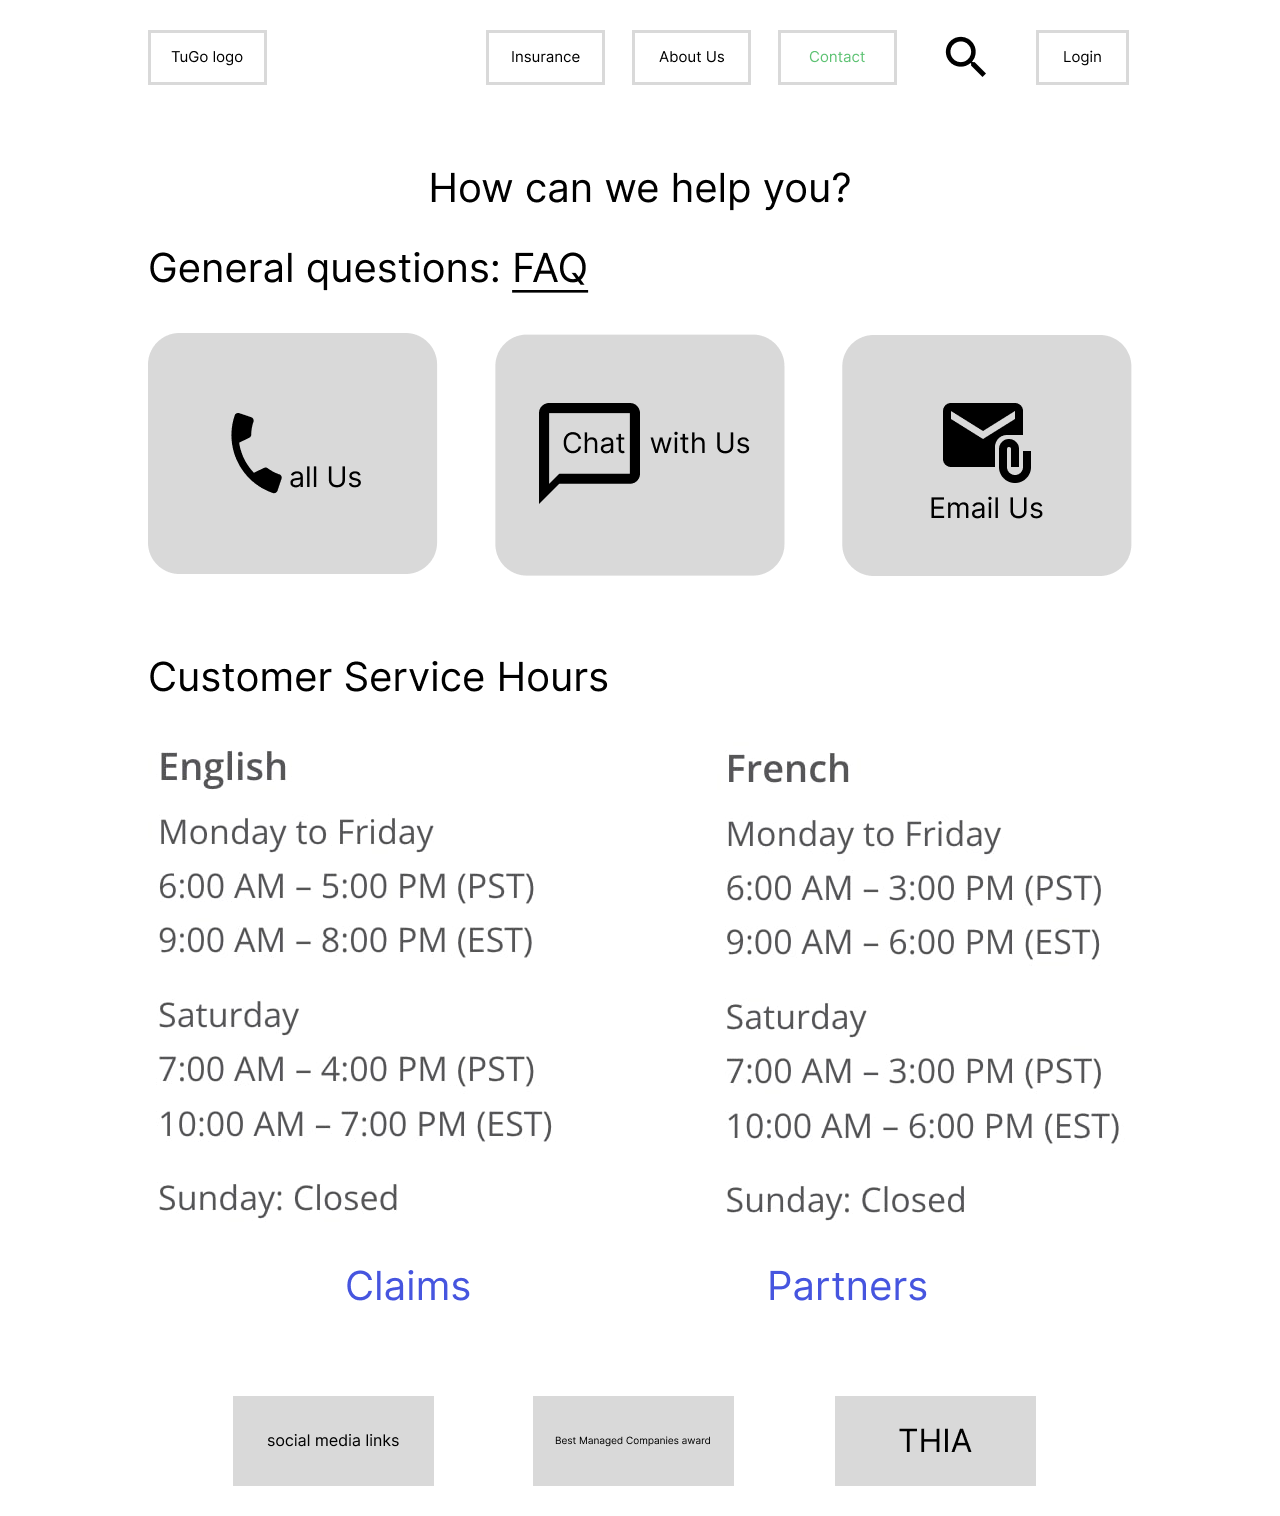 TuGo logo
Insurance
About Us
Contact
Login
How can we help you?
General questions: FAQ
all Us
Chat with Us
Email Us
Customer Service Hours
English
Monday to Friday
6:00 AM – 5:00 PM (PST)
9:00 AM – 8:00 PM (EST)
Saturday
7:00 AM – 4:00 PM (PST)
10:00 AM – 7:00 PM (EST)
Sunday: Closed
French
Monday to Friday
6:00 AM – 3:00 PM (PST)
9:00 AM – 6:00 PM (EST)
Saturday
7:00 AM – 3:00 PM (PST)
10:00 AM – 6:00 PM (EST)
Sunday: Closed
Claims
Partners
social media links
Best Managed Companies award
THIA